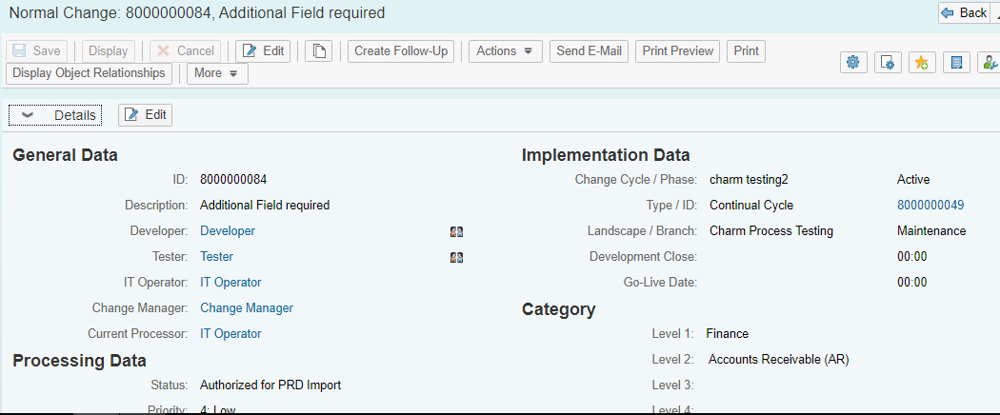 Normal Change: 8000000084, Additional Field required
Back
Save
Display
Cancel
Edit
Create Follow-Up
Actions
Send E-Mail
Print Preview
Print
Display Object Relationships
More
Details
Edit
General Data
ID: 8000000084
Description: Additional Field required
Developer: Developer
Tester: Tester
IT Operator: IT Operator
Change Manager: Change Manager
Current Processor: IT Operator
Processing Data
Status: Authorized for PRD Import
Priority: 4: Low
Implementation Data
Change Cycle / Phase: charm testing2 Active
Type / ID: Continual Cycle 8000000049
Landscape / Branch: Charm Process Testing Maintenance
Development Close: 00:00
Go-Live Date: 00:00
Category
Level 1: Finance
Level 2: Accounts Receivable (AR)
Level 3:
Level 4: